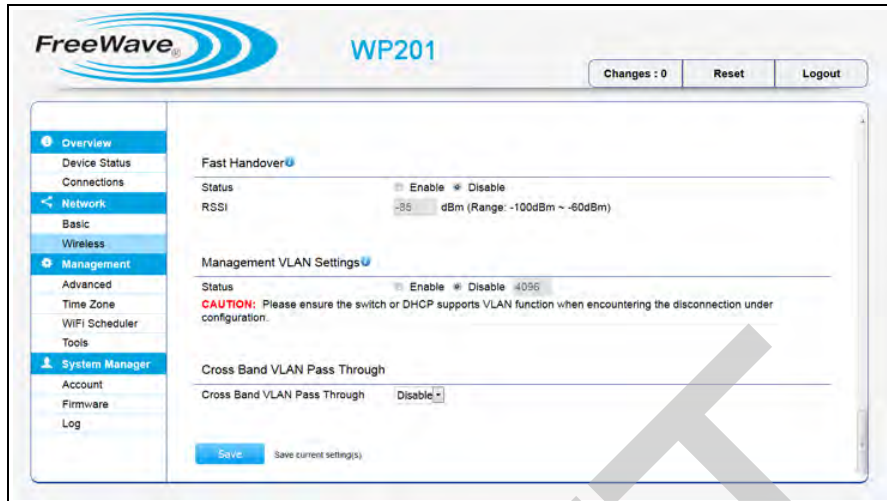 FreeWave®
WP201
Changes : 0 Reset Logout
Overview
Device Status
Connections
Network
Basic
Wireless
Management
Advanced
Time Zone
WiFi Scheduler
Tools
System Manager
Account
Firmware
Log
Fast Handover
Status Enable Disable
RSSI -85 dBm (Range: -100dBm ~ -60dBm)
Management VLAN Settings
Status Enable Disable 4096
CAUTION: Please ensure the switch or DHCP supports VLAN function when encountering the disconnection under
configuration.
Cross Band VLAN Pass Through
Cross Band VLAN Pass Through Disable
Save Save current setting(s)